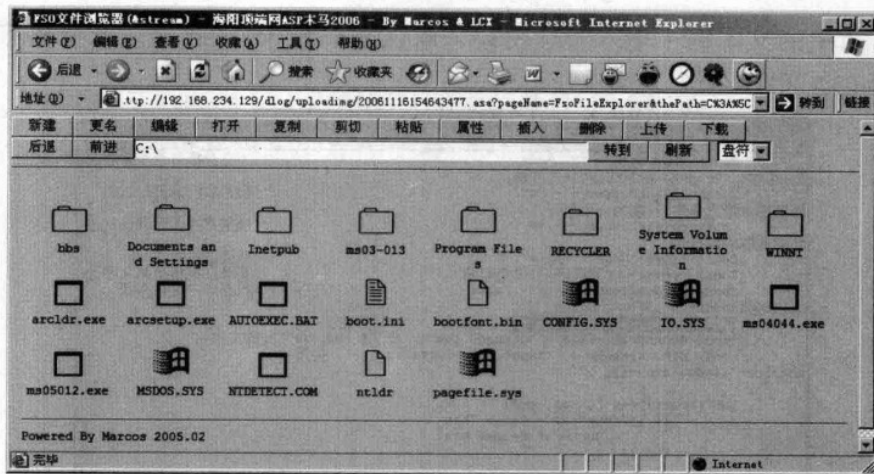 FSO文件浏览器(&stream) - 海阳顶端网ASP木马2006 - By Marcos & LCX - Microsoft Internet Explorer
文件(F) 编辑(E) 查看(V) 收藏(A) 工具(T) 帮助(H)
后退 搜索 收藏夹
地址(D) .ttp://192.168.234.129/dlog/uploadimg/20061116154643477.asa?pageName=FsoFileExplorer&thePath=C%3A%5C 转到 链接
新建 更名 编辑 打开 复制 剪切 粘贴 属性 插入 删除 上传 下载
后退 前进 C:\ 转到 刷新 盘符
bbs
Documents an
d Settings
Inetpub
ms03-013
Program File
s
RECYCLER
System Volum
e Informatio
n
WINNT
arcldr.exe
arcsetup.exe
AUTOEXEC.BAT
boot.ini
bootfont.bin
CONFIG.SYS
IO.SYS
ms04044.exe
ms05012.exe
MSDOS.SYS
NTDETECT.COM
ntldr
pagefile.sys
Powered By Marcos 2005.02
完毕 Internet